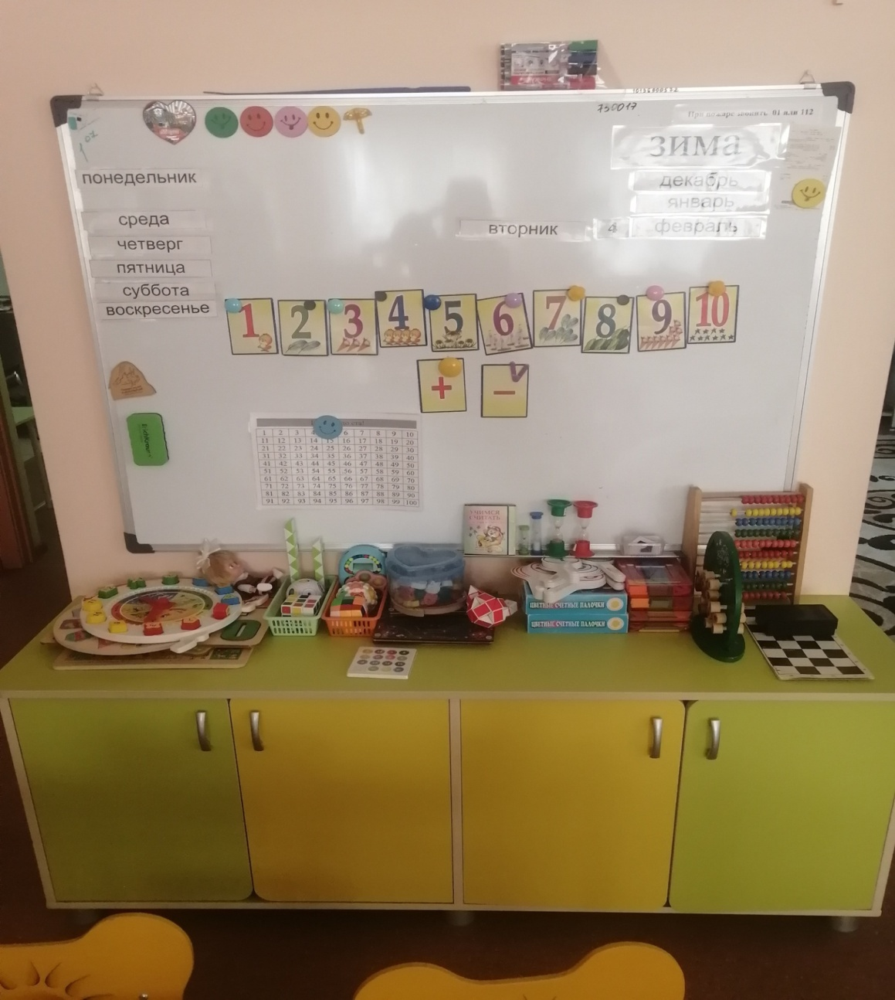 730017
При пожаре звонить 01 или 112
зима
понедельник
декабрь
январь
среда
вторник 4 февраль
четверг
пятница
суббота
воскресенье
1 2 3 4 5 6 7 8 9 10
+ −
1 2 3 6 7 8 9 10
11 12 13 14 15 16 17 18 19 20
21 22 23 24 25 26 27 28 29 30
31 32 33 34 35 36 37 38 39 40
41 42 43 44 45 46 47 48 49 50
51 52 53 54 55 56 57 58 59 60
61 62 63 64 65 66 67 68 69 70
71 72 73 74 75 76 77 78 79 80
81 82 83 84 85 86 87 88 89 90
91 92 93 94 95 96 97 98 99 100
УЧИМСЯ
СЧИТАТЬ
ЦВЕТНЫЕ СЧЕТНЫЕ ПАЛОЧКИ
ЦВЕТНЫЕ СЧЕТНЫЕ ПАЛОЧКИ